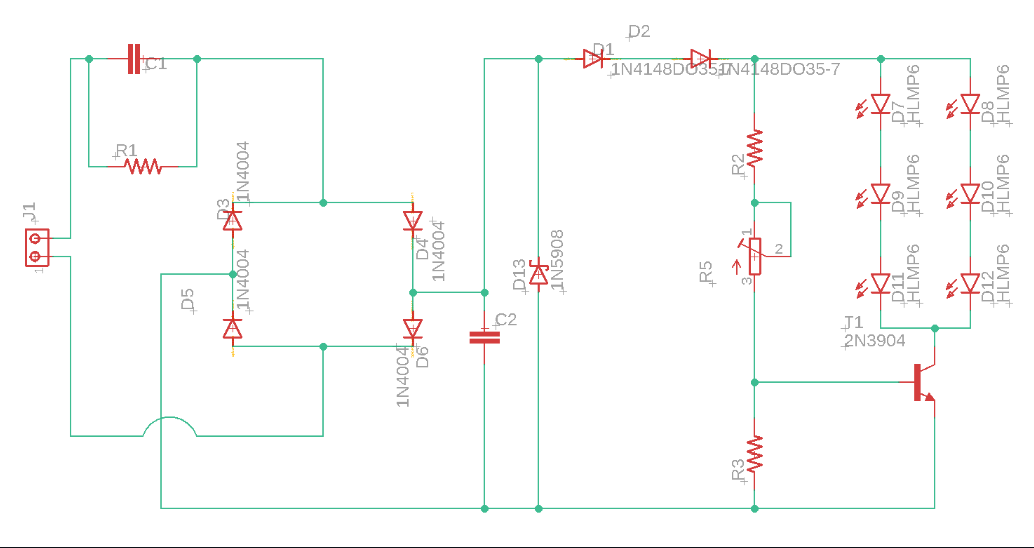 D1
D2
1N4148DO35-7
1N4148DO35-7
C1
R1
J1
1
D3
1N4004
D4
1N4004
D5
1N4004
D6
1N4004
C2
D13
1N5908
R2
R5
1
2
3
R3
D7
HLMP6
D8
HLMP6
D9
HLMP6
D10
HLMP6
D11
HLMP6
D12
HLMP6
T1
2N3904